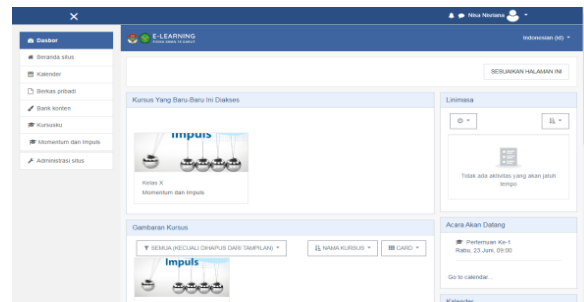 Nika Nikitasia
Dasbor
E-LEARNING
Indonesian (id)
Beranda situs
Kalender
Berkas pribadi
Bank konten
Kursusku
Momentum dan Impuls
Administrasi situs
SESUAIKAN HALAMAN INI
Kursus Yang Baru-Baru Ini Diakses
Impuls
Kelas X
Momentum dan Impuls
Linimasa
Tidak ada aktivitas yang akan jatuh
tempo
Gambaran Kursus
SEMUA (KECUALI DIHAPUS DARI TAMPILAN)
NAMA KURSUS
CARD
Impuls
Acara Akan Datang
Pertemuan Ke-1
Rabu, 23 Juni, 09:00
Go to calendar...
Kalender